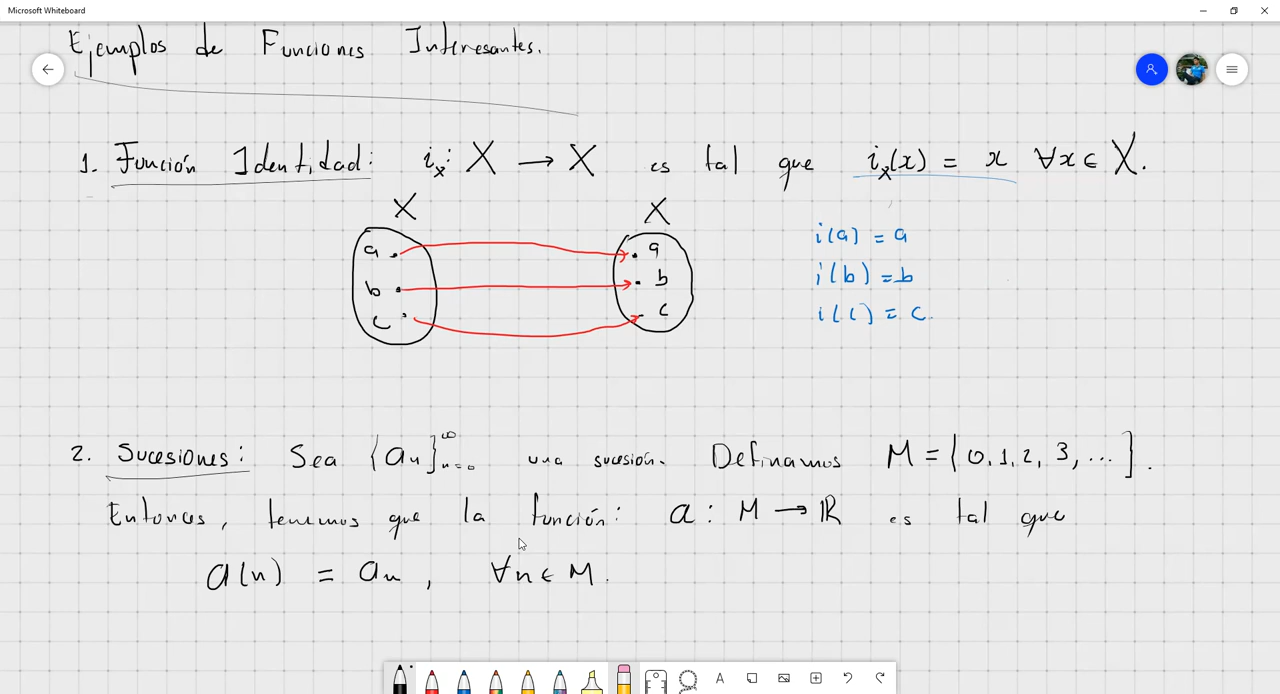 Microsoft Whiteboard
Ejemplos de Funciones Interesantes.
1. Función Identidad: iₓ: X → X es tal que iₓ(x) = x ∀x ∈ X.
X X
a a
b b
c c
i(a) = a
i(b) = b
i(c) = c.
2. Sucesiones: Sea {aₙ}ₙ₌₀^∞ una sucesión. Definamos M = {0, 1, 2, 3, ...}.
Entonces, tenemos que la función: a : M → ℝ es tal que
a(n) = aₙ, ∀n ∈ M.
A